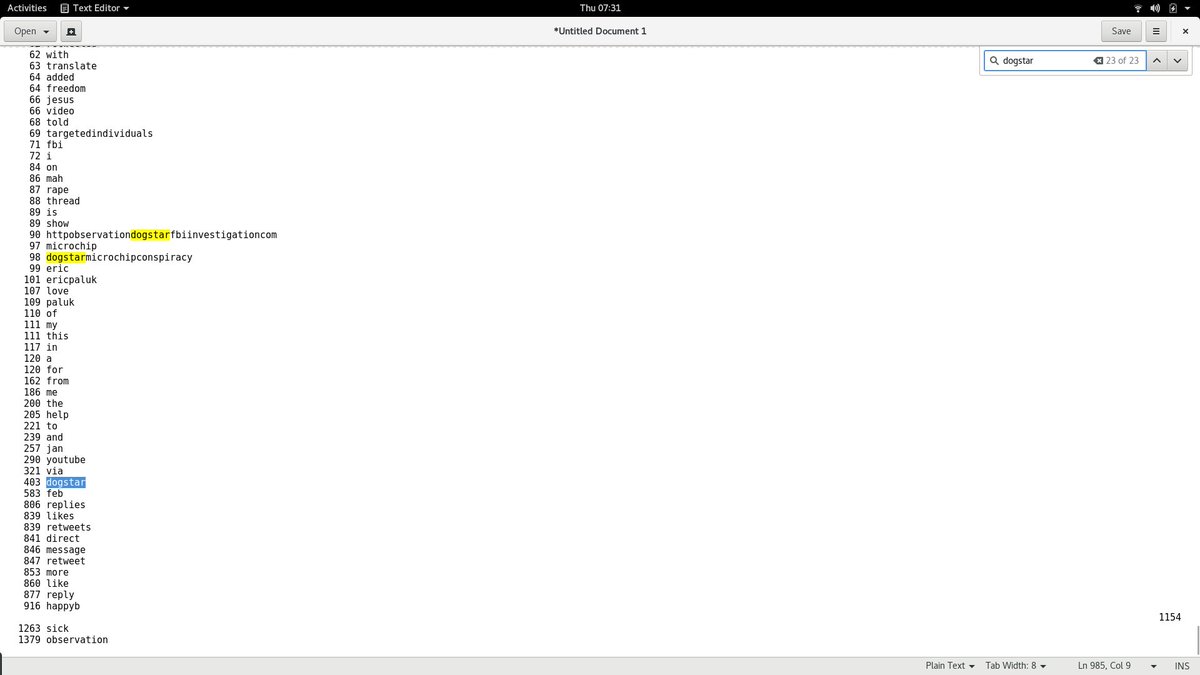 Activities Text Editor Thu 07:31
Open *Untitled Document 1 Save
dogstar 23 of 23
62 with
63 translate
64 added
64 freedom
66 jesus
66 video
68 told
69 targetedindividuals
71 fbi
72 i
84 on
86 mah
87 rape
88 thread
89 is
89 show
90 httpobservationdogstarfbiinvestigationcom
97 microchip
98 dogstarmicrochipconspiracy
99 eric
101 ericpaluk
107 love
109 paluk
110 of
111 my
111 this
117 in
120 a
120 for
162 from
186 me
200 the
205 help
221 to
239 and
257 jan
290 youtube
321 via
403 dogstar
583 feb
806 replies
839 likes
839 retweets
841 direct
846 message
847 retweet
853 more
860 like
877 reply
916 happyb
1154
1263 sick
1379 observation
Plain Text Tab Width: 8 Ln 985, Col 9 INS